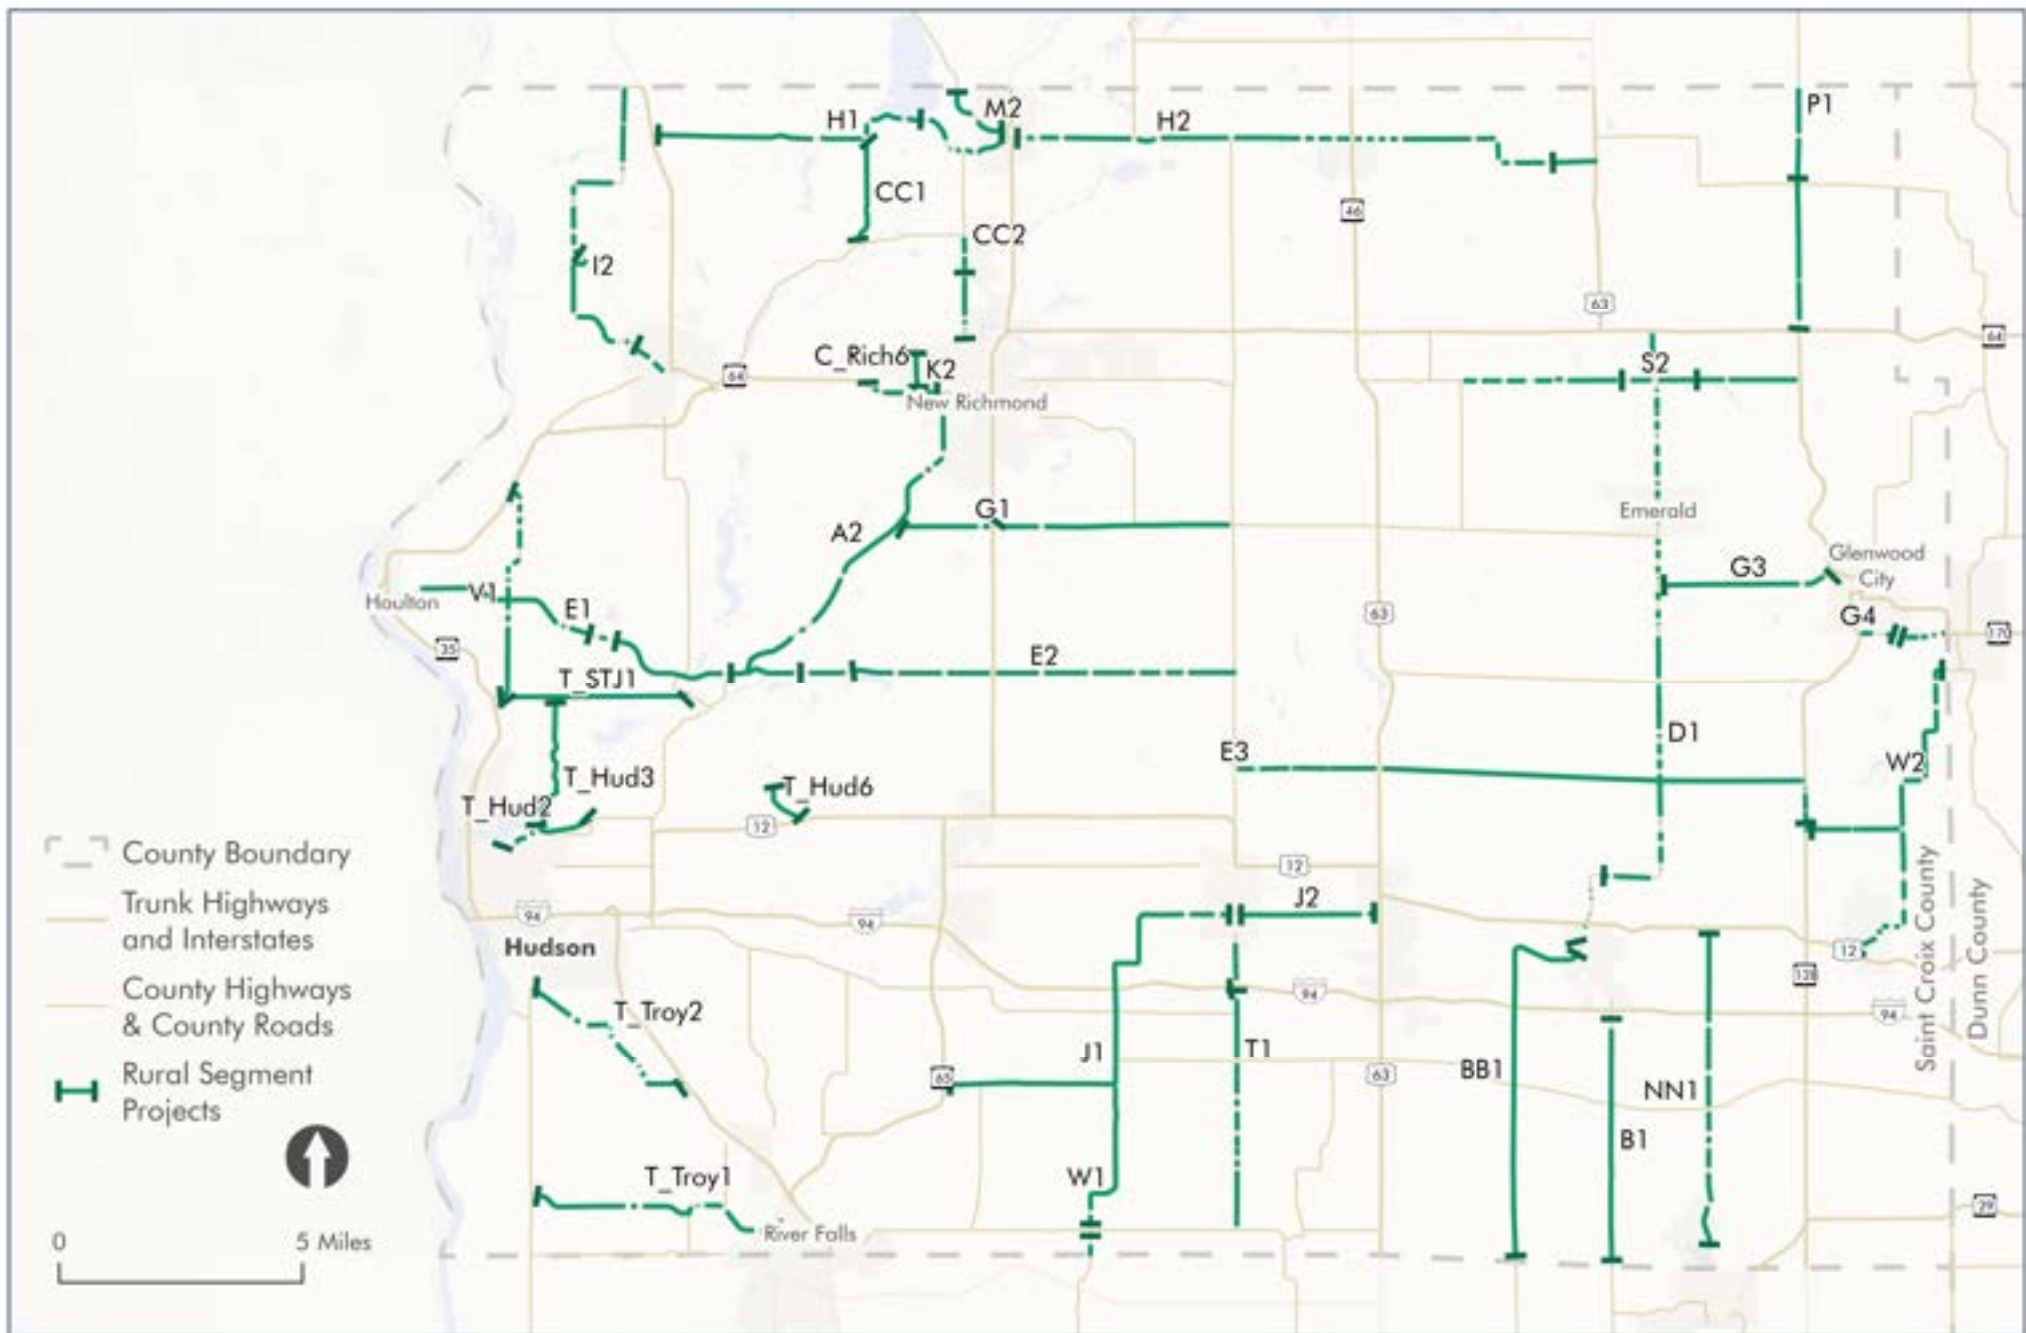 M2
H1
H2
P1
CC1
46
CC2
I2
63
64
C_Rich6
K2
S2
64
New Richmond
G1
A2
Emerald
Glenwood
City
G3
V1
Houlton
E1
63
G4
170
35
E2
T_STJ1
D1
E3
W2
T_Hud3
T_Hud6
T_Hud2
12
County Boundary
12
Trunk Highways
and Interstates
94
94
J2
Hudson
12
128
County Highways
& County Roads
94
94
T_Troy2
Saint Croix County
Dunn County
J1
T1
65
63
BB1
NN1
Rural Segment
Projects
B1
T_Troy1
W1
29
River Falls
0
5 Miles